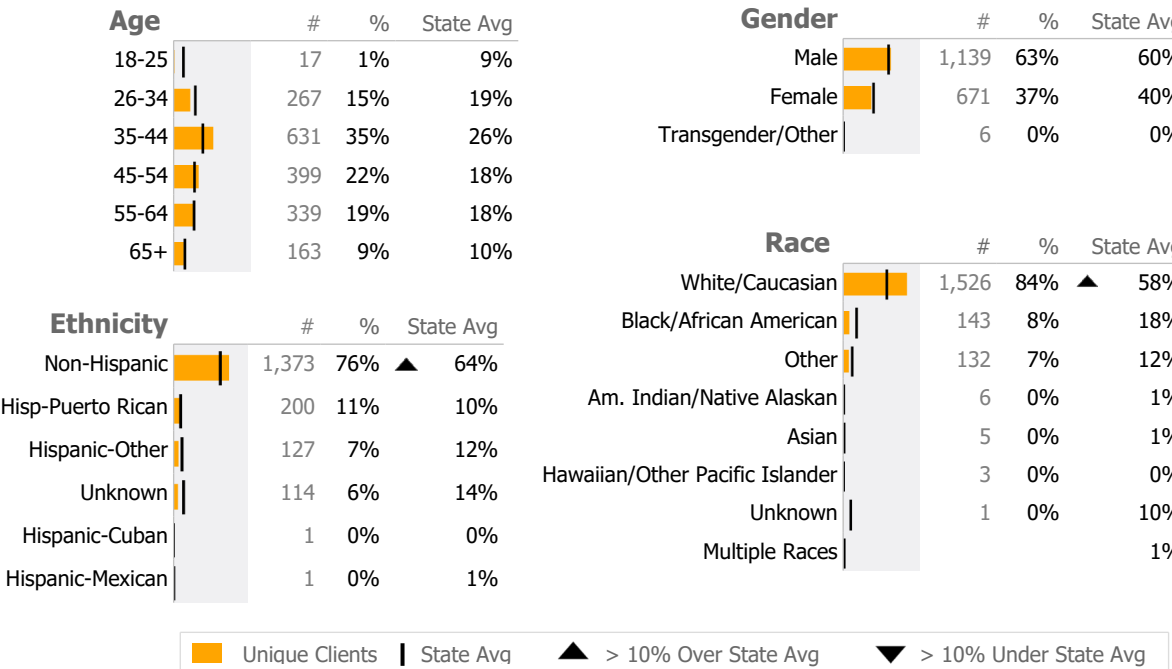 Age # % State Avg
18-25 17 1% 9%
26-34 267 15% 19%
35-44 631 35% 26%
45-54 399 22% 18%
55-64 339 19% 18%
65+ 163 9% 10%
Ethnicity # % State Avg
Non-Hispanic 1,373 76% ▲ 64%
Hisp-Puerto Rican 200 11% 10%
Hispanic-Other 127 7% 12%
Unknown 114 6% 14%
Hispanic-Cuban 1 0% 0%
Hispanic-Mexican 1 0% 1%
Gender # % State Avg
Male 1,139 63% 60%
Female 671 37% 40%
Transgender/Other 6 0% 0%
Race # % State Avg
White/Caucasian 1,526 84% ▲ 58%
Black/African American 143 8% 18%
Other 132 7% 12%
Am. Indian/Native Alaskan 6 0% 1%
Asian 5 0% 1%
Hawaiian/Other Pacific Islander 3 0% 0%
Unknown 1 0% 10%
Multiple Races 1%
Unique Clients State Avg ▲ > 10% Over State Avg ▼ > 10% Under State Avg